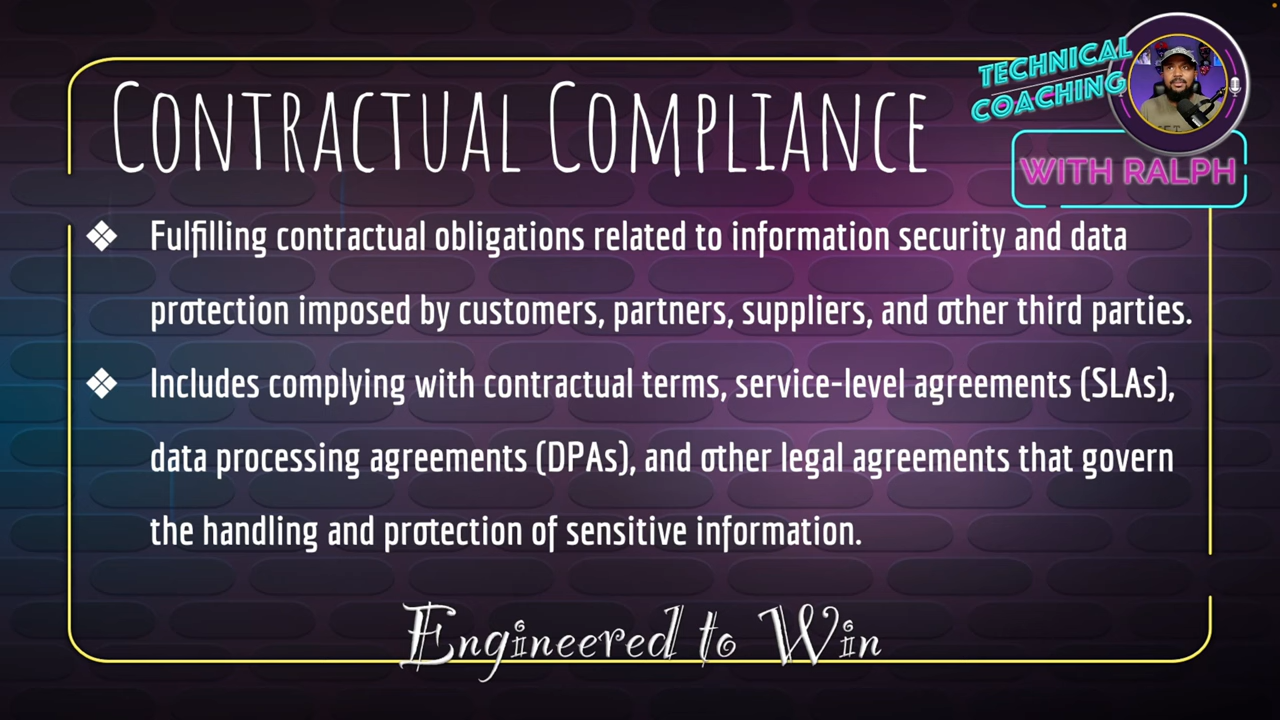 TECHNICAL
COACHING
WITH RALPH
Contractual Compliance
❖ Fulfilling contractual obligations related to information security and data
protection imposed by customers, partners, suppliers, and other third parties.
❖ Includes complying with contractual terms, service-level agreements (SLAs),
data processing agreements (DPAs), and other legal agreements that govern
the handling and protection of sensitive information.
Engineered to Win